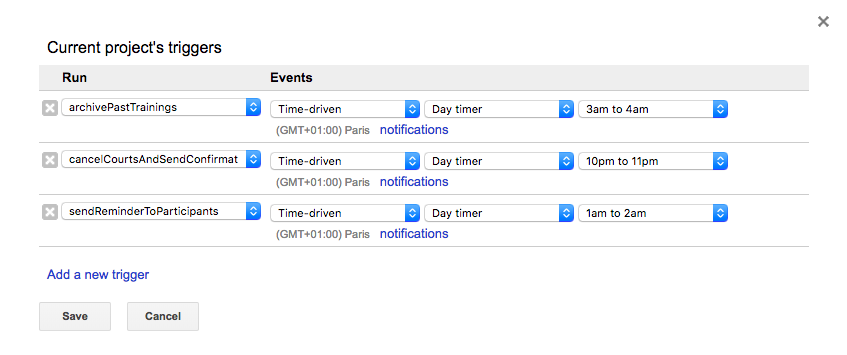 Current project's triggers
Run Events
archivePastTrainings Time-driven Day timer 3am to 4am
(GMT+01:00) Paris notifications
cancelCourtsAndSendConfirmat Time-driven Day timer 10pm to 11pm
(GMT+01:00) Paris notifications
sendReminderToParticipants Time-driven Day timer 1am to 2am
(GMT+01:00) Paris notifications
Add a new trigger
Save Cancel